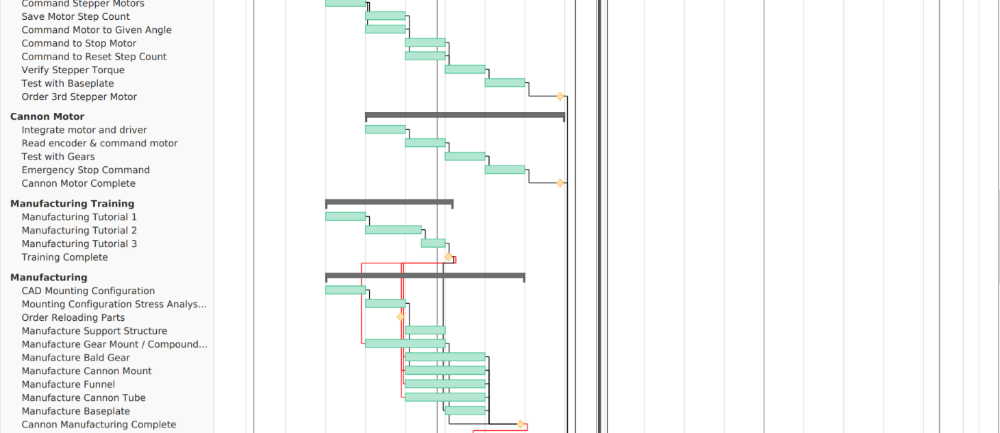 Command Stepper Motors
Save Motor Step Count
Command Motor to Given Angle
Command to Stop Motor
Command to Reset Step Count
Verify Stepper Torque
Test with Baseplate
Order 3rd Stepper Motor
Cannon Motor
Integrate motor and driver
Read encoder & command motor
Test with Gears
Emergency Stop Command
Cannon Motor Complete
Manufacturing Training
Manufacturing Tutorial 1
Manufacturing Tutorial 2
Manufacturing Tutorial 3
Training Complete
Manufacturing
CAD Mounting Configuration
Mounting Configuration Stress Analys...
Order Reloading Parts
Manufacture Support Structure
Manufacture Gear Mount / Compound...
Manufacture Bald Gear
Manufacture Cannon Mount
Manufacture Funnel
Manufacture Cannon Tube
Manufacture Baseplate
Cannon Manufacturing Complete